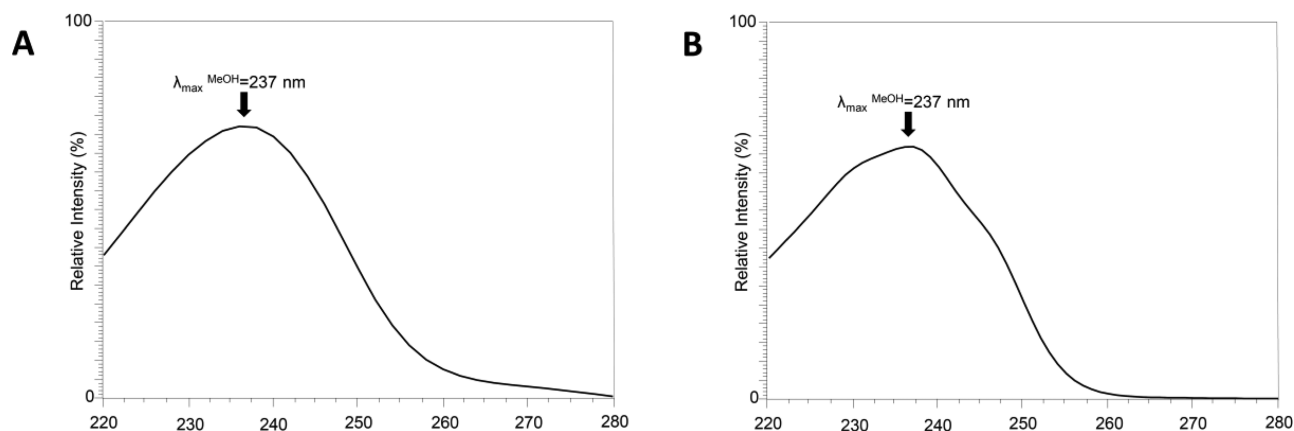 A
100
λmax MeOH=237 nm
Relative Intensity (%)
0
220 230 240 250 260 270 280
B
100
λmax MeOH=237 nm
Relative Intensity (%)
0
220 230 240 250 260 270 280